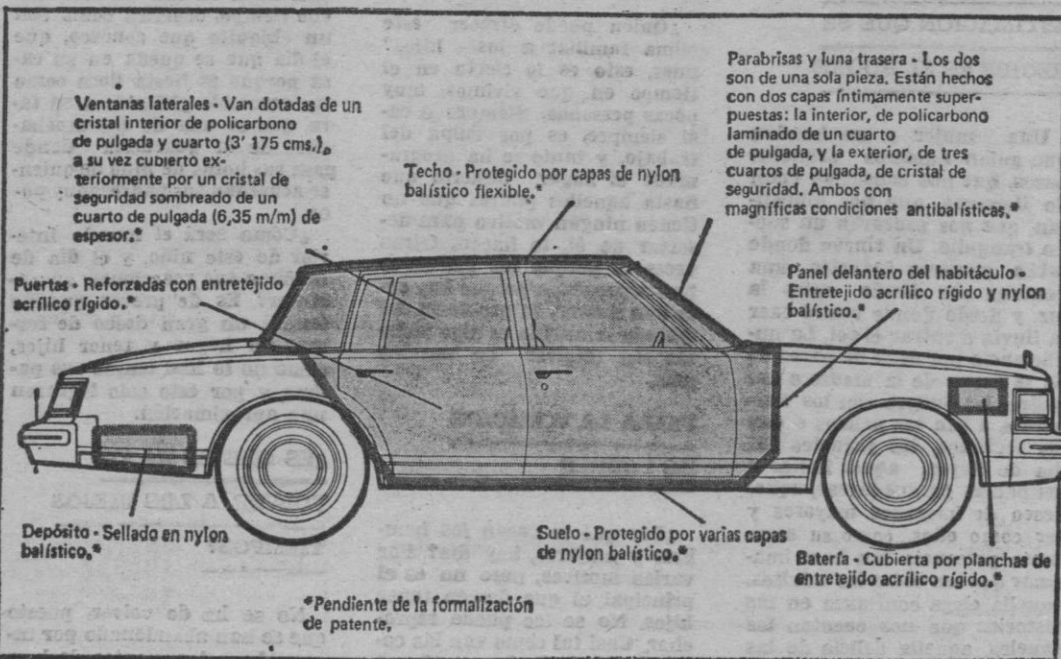 Ventanas laterales - Van dotadas de un
cristal interior de policarbono
de pulgada y cuarto (3' 175 cms.),
a su vez cubierto ex-
teriormente por un cristal de
seguridad sombreado de un
cuarto de pulgada (6,35 m/m) de
espesor.*
Techo - Protegido por capas de nylon
balístico flexible.*
Parabrisas y luna trasera - Los dos
son de una sola pieza. Están hechos
con dos capas íntimamente super-
puestas: la interior, de policarbono
laminado de un cuarto
de pulgada, y la exterior, de tres
cuartos de pulgada, de cristal de
seguridad. Ambos con
magníficas condiciones antibalísticas.*
Puertas - Reforzadas con entretejido
acrílico rígido.*
Panel delantero del habitáculo -
Entretejido acrílico rígido y nylon
balístico.*
Depósito - Sellado en nylon
balístico.*
Suelo - Protegido por varias capas
de nylon balístico.*
Batería - Cubierta por planchas de
entretejido acrílico rígido.*
*Pendiente de la formalización
de patente.